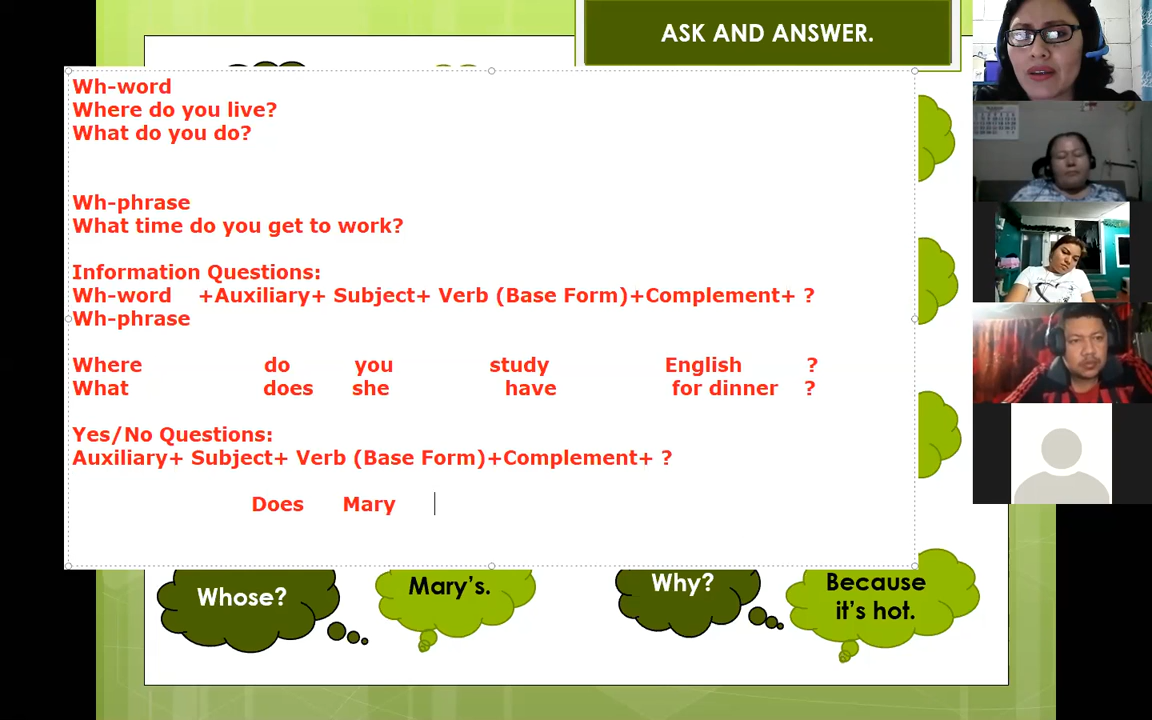 ASK AND ANSWER.
Wh-word
Where do you live?
What do you do?
Wh-phrase
What time do you get to work?
Information Questions:
Wh-word +Auxiliary+ Subject+ Verb (Base Form)+Complement+ ?
Wh-phrase
Where do you study English ?
What does she have for dinner ?
Yes/No Questions:
Auxiliary+ Subject+ Verb (Base Form)+Complement+ ?
Does Mary
Whose?
Mary's.
Why?
Because
it's hot.